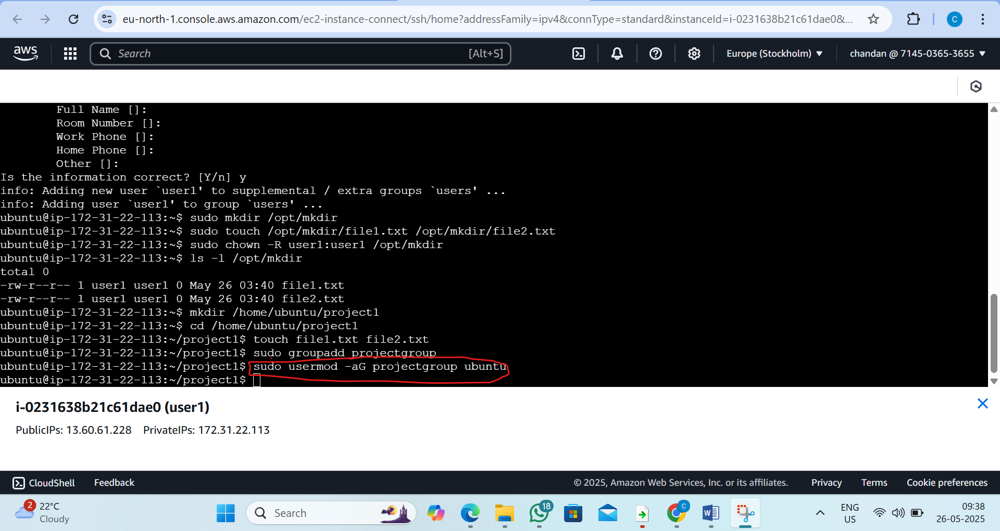 eu-north-1.console.aws.amazon.com/ec2-instance-connect/ssh/home?addressFamily=ipv4&connType=standard&instanceId=i-0231638b21c61dae0&...
C
aws
Search
[Alt+S]
Europe (Stockholm)
chandan @ 7145-0365-3655
Full Name []:
Room Number []:
Work Phone []:
Home Phone []:
Other []:
Is the information correct? [Y/n] y
info: Adding new user `user1' to supplemental / extra groups `users' ...
info: Adding user `user1' to group `users' ...
ubuntu@ip-172-31-22-113:~$ sudo mkdir /opt/mkdir
ubuntu@ip-172-31-22-113:~$ sudo touch /opt/mkdir/file1.txt /opt/mkdir/file2.txt
ubuntu@ip-172-31-22-113:~$ sudo chown -R user1:user1 /opt/mkdir
ubuntu@ip-172-31-22-113:~$ ls -l /opt/mkdir
total 0
-rw-r--r-- 1 user1 user1 0 May 26 03:40 file1.txt
-rw-r--r-- 1 user1 user1 0 May 26 03:40 file2.txt
ubuntu@ip-172-31-22-113:~$ mkdir /home/ubuntu/project1
ubuntu@ip-172-31-22-113:~$ cd /home/ubuntu/project1
ubuntu@ip-172-31-22-113:~/project1$ touch file1.txt file2.txt
ubuntu@ip-172-31-22-113:~/project1$ sudo groupadd projectgroup
ubuntu@ip-172-31-22-113:~/project1$ sudo usermod -aG projectgroup ubuntu
ubuntu@ip-172-31-22-113:~/project1$
i-0231638b21c61dae0 (user1)
PublicIPs: 13.60.61.228 PrivateIPs: 172.31.22.113
CloudShell
Feedback
© 2025, Amazon Web Services, Inc. or its affiliates.
Privacy
Terms
Cookie preferences
2
22°C
Cloudy
Search
18
C
W
ENG
US
09:38
26-05-2025